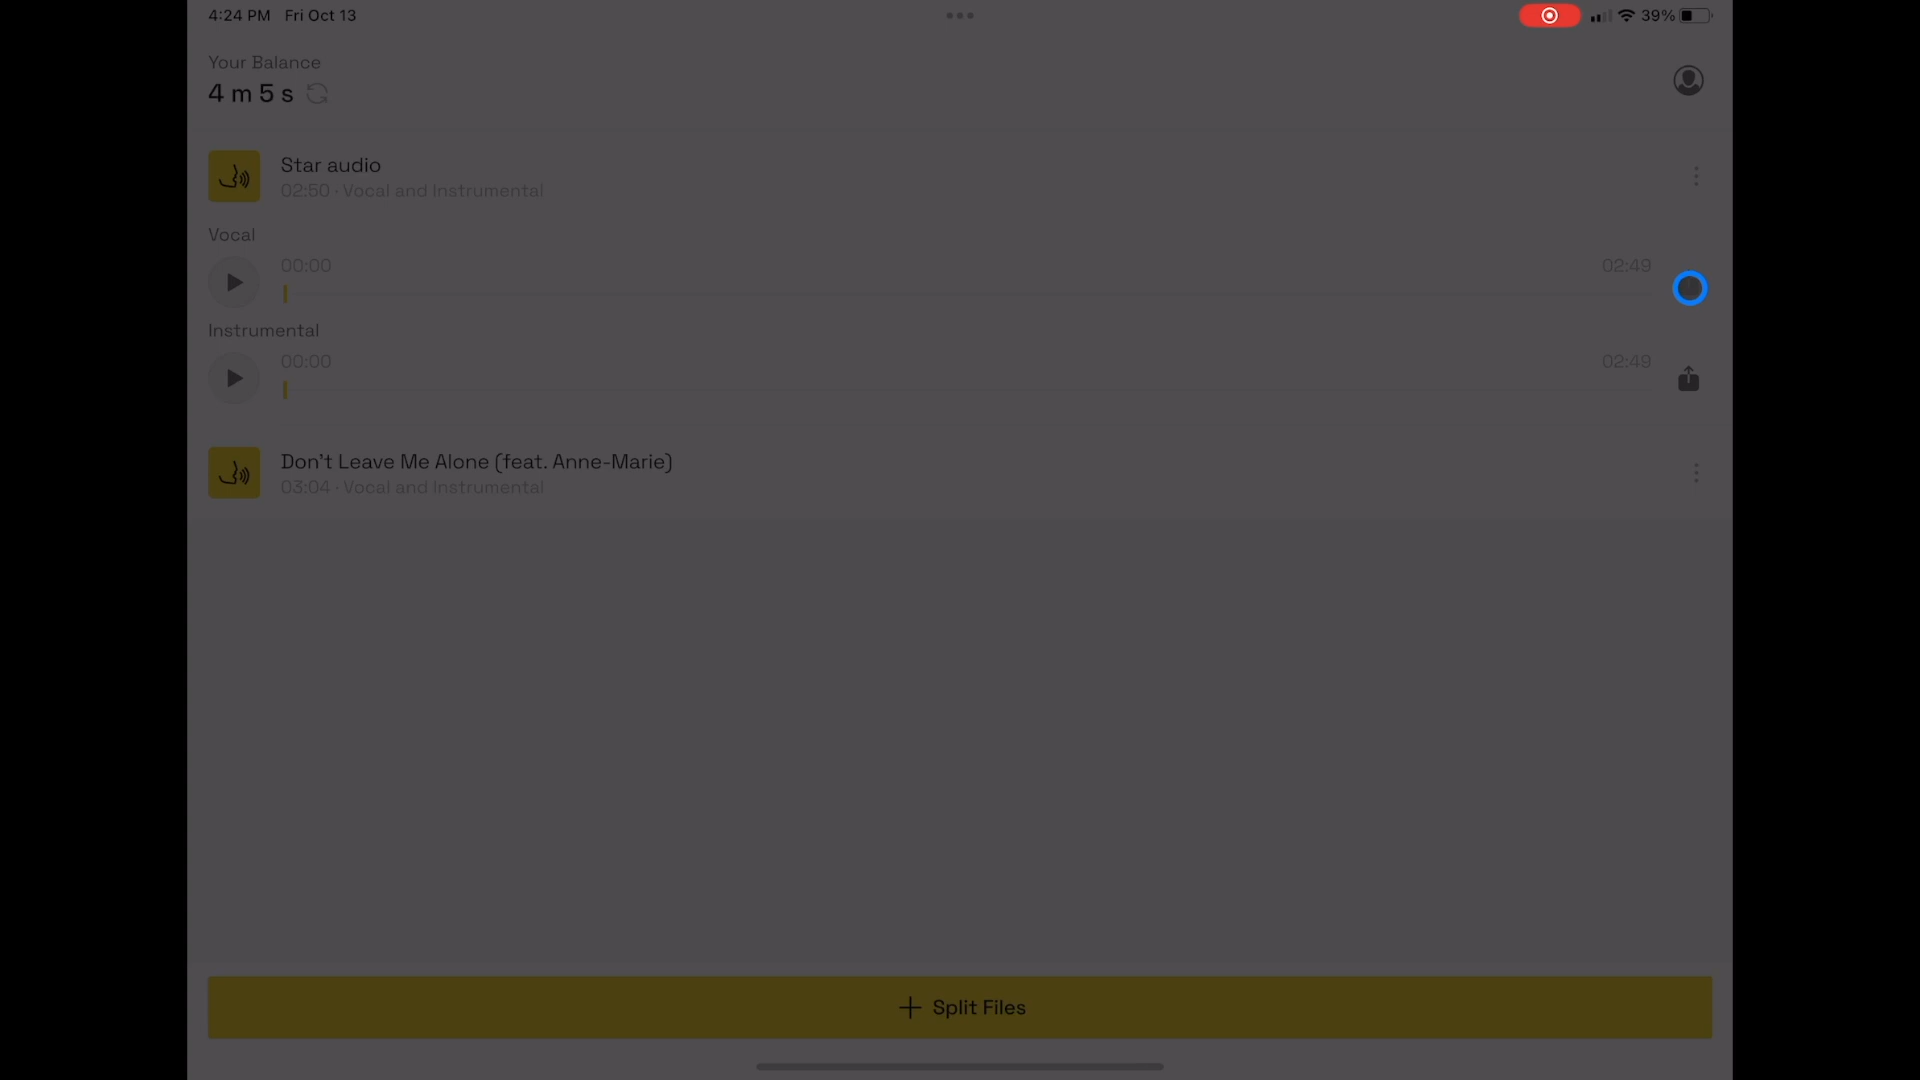 4:24 PM Fri Oct 13
39%
Your Balance
4 m 5 s
Star audio
02:50 · Vocal and Instrumental
Vocal
00:00 02:49
Instrumental
00:00 02:49
Don't Leave Me Alone (feat. Anne-Marie)
03:04 · Vocal and Instrumental
Split Files